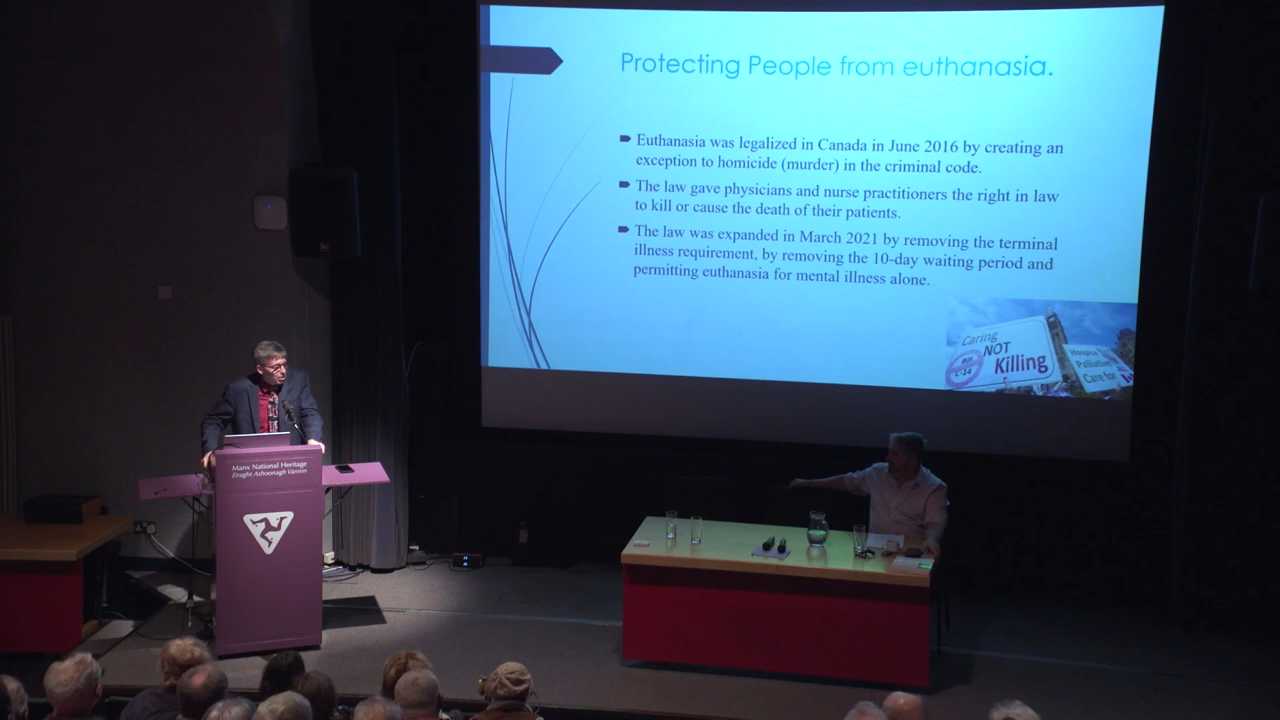 Protecting People from euthanasia.
Euthanasia was legalized in Canada in June 2016 by creating an
exception to homicide (murder) in the criminal code.
The law gave physicians and nurse practitioners the right in law
to kill or cause the death of their patients.
The law was expanded in March 2021 by removing the terminal
illness requirement, by removing the 10-day waiting period and
permitting euthanasia for mental illness alone.
Caring
NOT
Killing
Bill
C-14
Hospice
Palliative
Care for
Manx National Heritage
Eiraght Ashoonagh Vannin